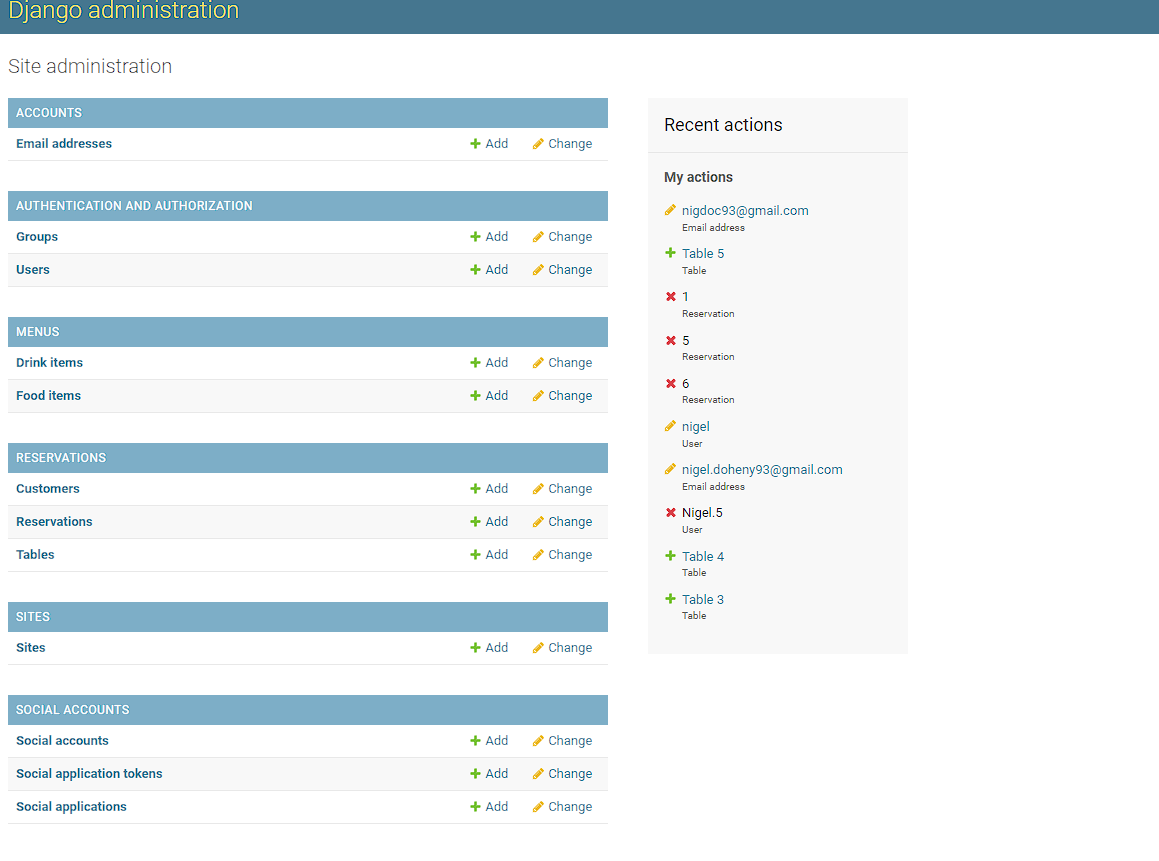 Django administration
Site administration
ACCOUNTS
Email addresses Add Change
AUTHENTICATION AND AUTHORIZATION
Groups Add Change
Users Add Change
MENUS
Drink items Add Change
Food items Add Change
RESERVATIONS
Customers Add Change
Reservations Add Change
Tables Add Change
SITES
Sites Add Change
SOCIAL ACCOUNTS
Social accounts Add Change
Social application tokens Add Change
Social applications Add Change
Recent actions
My actions
nigdoc93@gmail.com
Email address
Table 5
Table
1
Reservation
5
Reservation
6
Reservation
nigel
User
nigel.doheny93@gmail.com
Email address
Nigel.5
User
Table 4
Table
Table 3
Table